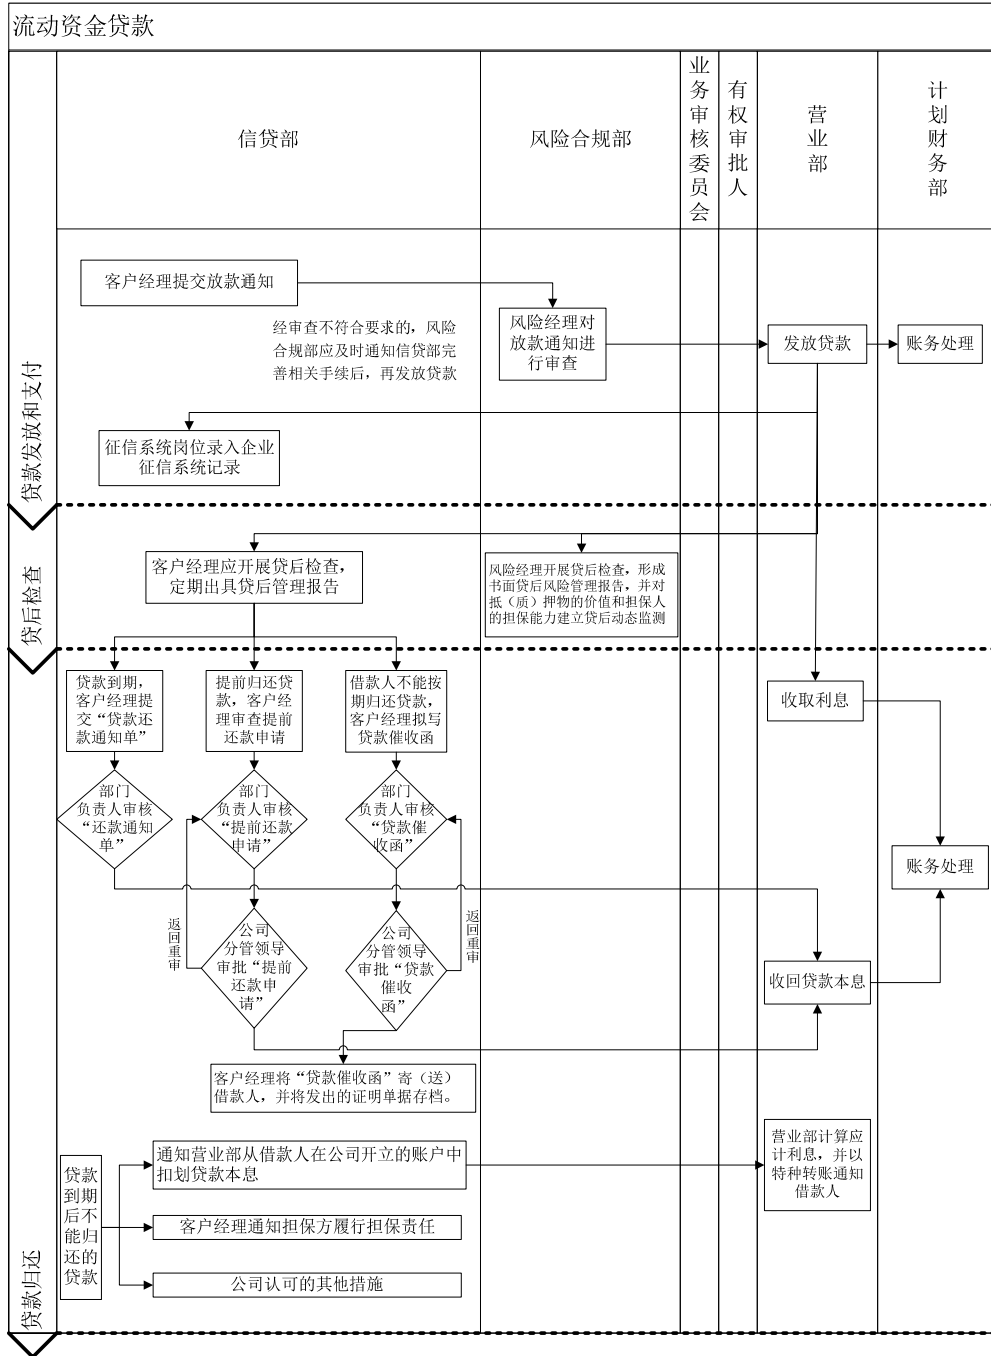 流动资金贷款
信贷部
风险合规部
业务审核委员会
有权审批人
营业部
计划财务部
贷款发放和支付
客户经理提交放款通知
经审查不符合要求的，风险
合规部应及时通知信贷部完
善相关手续后，再发放贷款
风险经理对
放款通知进
行审查
发放贷款
账务处理
征信系统岗位录入企业
征信系统记录
贷后检查
客户经理应开展贷后检查，
定期出具贷后管理报告
风险经理开展贷后检查，形成
书面贷后风险管理报告，并对
抵（质）押物的价值和担保人
的担保能力建立贷后动态监测
贷款归还
贷款到期，
客户经理提
交“贷款还
款通知单”
提前归还贷
款，客户经
理审查提前
还款申请
借款人不能按
期归还贷款，
客户经理拟写
贷款催收函
收取利息
部门
负责人审核
“还款通知
单”
部门
负责人审核
“提前还款
申请”
部门
负责人审核
“贷款催
收函”
账务处理
返回重审
公司
分管领导
审批“提前
还款申
请”
公司
分管领导
审批“贷款
催收
函”
返回重审
收回贷款本息
客户经理将“贷款催收函”寄（送）
借款人，并将发出的证明单据存档。
贷款
到期
后不
能归
还的
贷款
通知营业部从借款人在公司开立的账户中
扣划贷款本息
营业部计算应
计利息，并以
特种转账通知
借款人
客户经理通知担保方履行担保责任
公司认可的其他措施